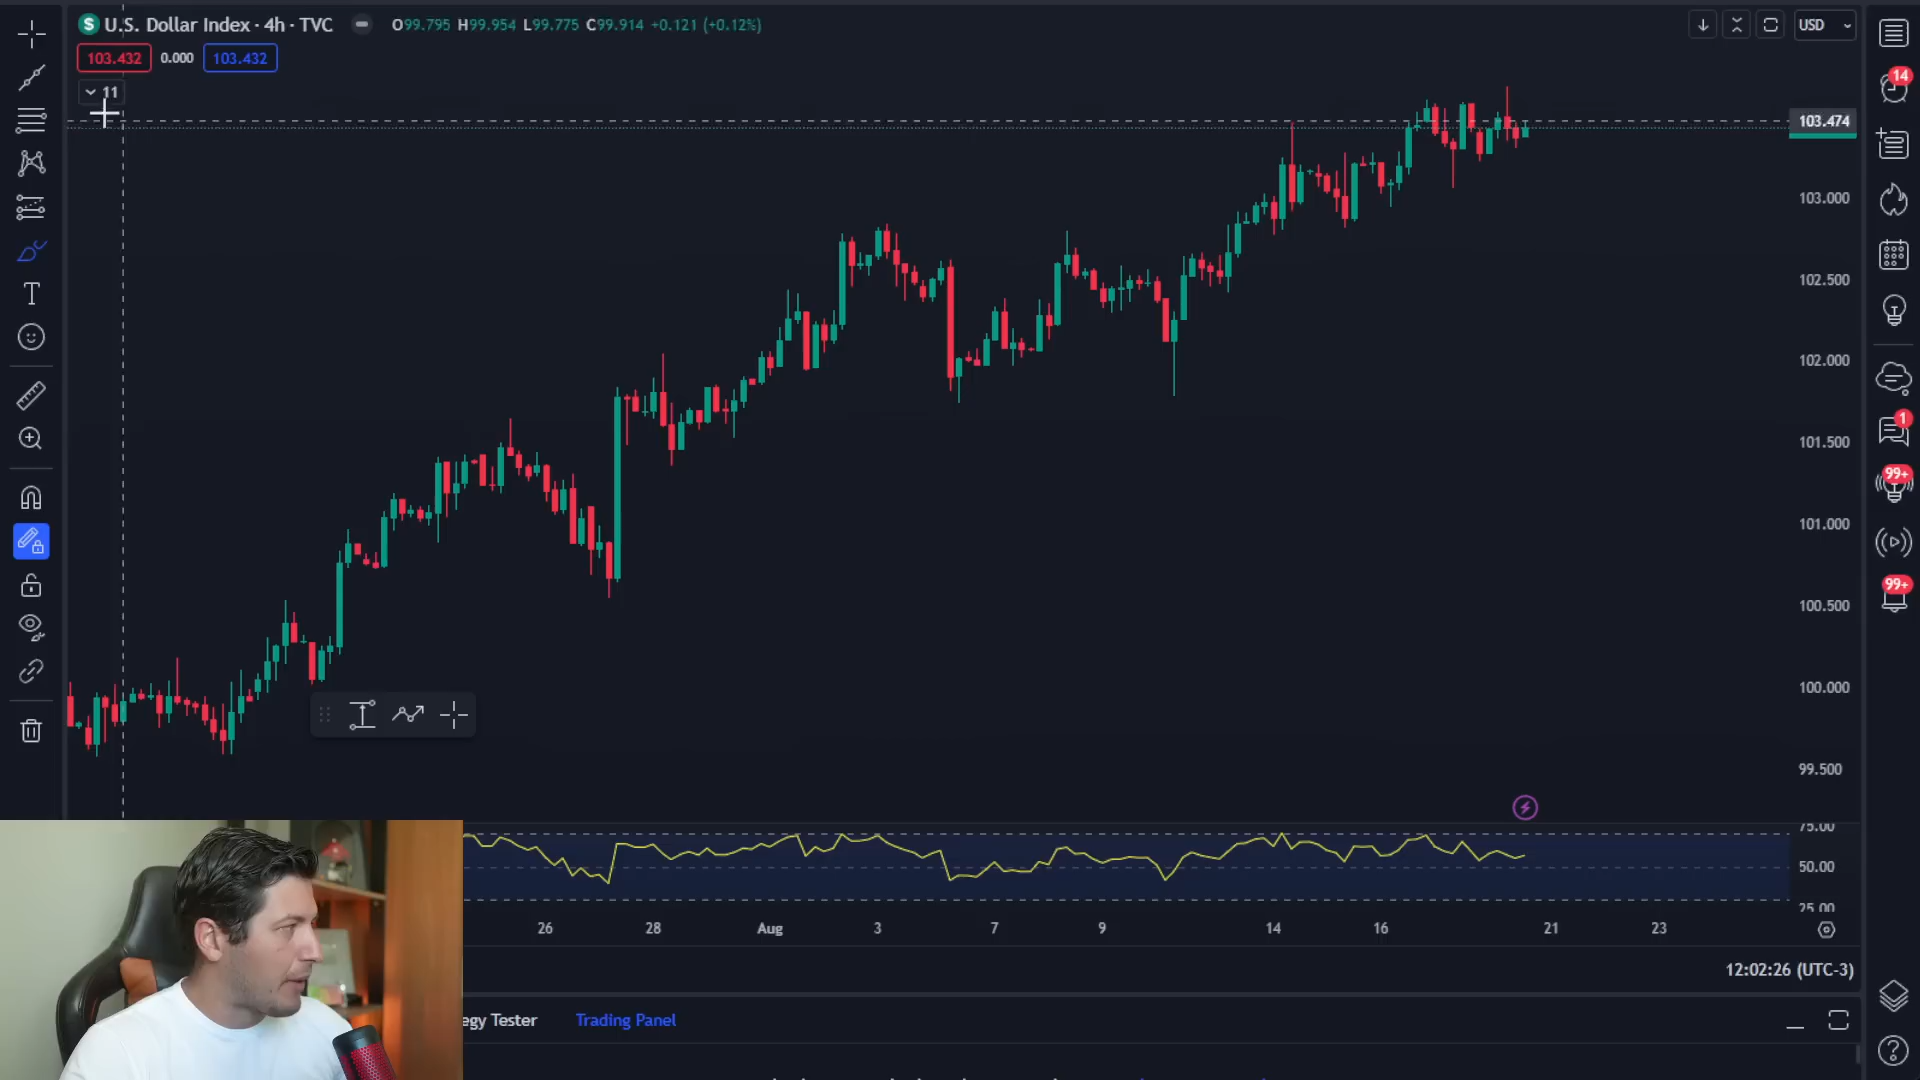 S U.S. Dollar Index · 4h · TVC O99.795 H99.954 L99.775 C99.914 +0.121 (+0.12%)
USD
103.432 0.000 103.432
11
14
103.474
103.000
102.500
102.000
101.500
1
101.000
99+
100.500
99+
100.000
99.500
75.00
50.00
25.00
26 28 Aug 3 7 9 14 16 21 23
12:02:26 (UTC-3)
egy Tester Trading Panel